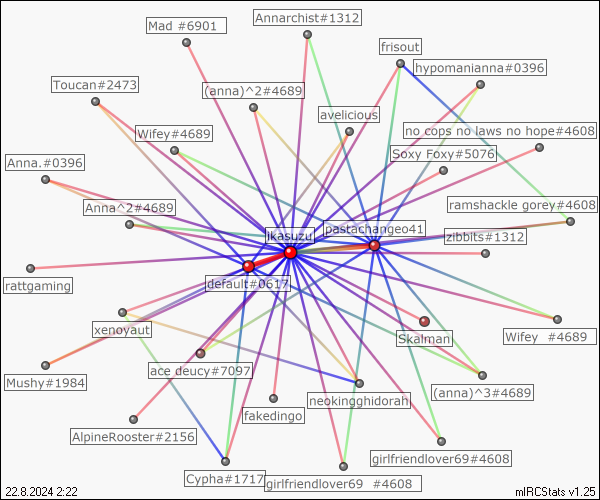 Mad #6901
Annarchist#1312
frisout
hypomanianna#0396
Toucan#2473
(anna)^2#4689
avelicious
no cops no laws no hope#4608
Wifey#4689
Soxy Foxy#5076
Anna.#0396
Anna^2#4689
ramshackle gorey#4608
jkasuzu
pastachangeo41
zibbits#1312
rattgaming
default#0617
xenoyaut
Skalman
Wifey #4689
Mushy#1984
ace deucy#7097
neokingghidorah
(anna)^3#4689
fakedingo
AlpineRooster#2156
girlfriendlover69#4608
Cypha#1717
girlfriendlover69 #4608
22.8.2024 2:22
mIRCStats v1.25